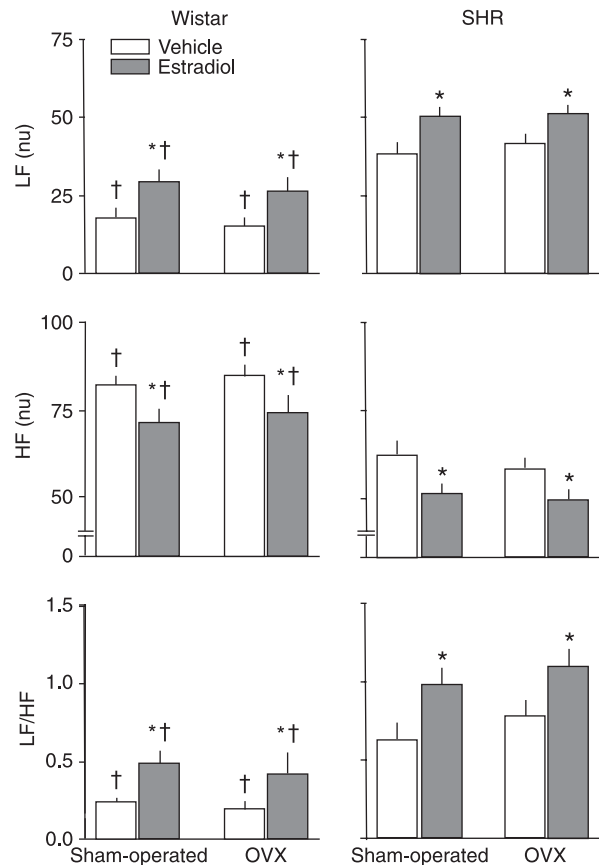 Wistar
SHR
Vehicle
Estradiol
LF (nu)
75
50
25
0
† *† † *†
* *
HF (nu)
100
75
50
0
† *† † *†
* *
LF/HF
1.5
1.0
0.5
0.0
† *† † *†
* *
Sham-operated OVX
Sham-operated OVX